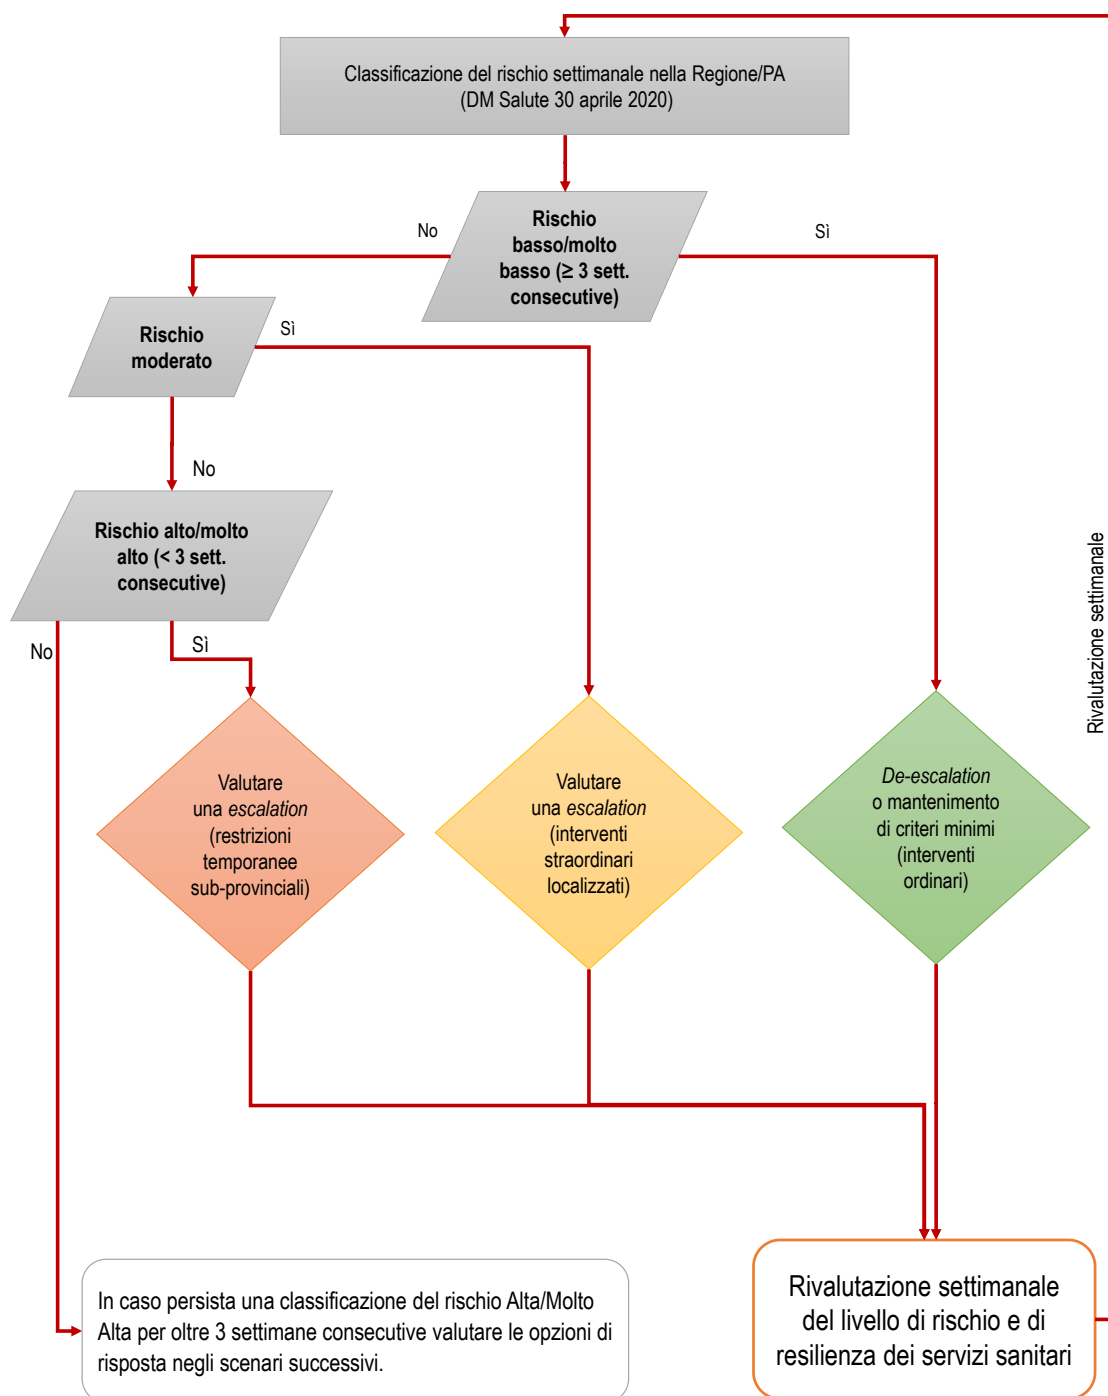 Classificazione del rischio settimanale nella Regione/PA
(DM Salute 30 aprile 2020)
Rischio
basso/molto
basso (≥ 3 sett.
consecutive)
No
Sì
Rischio
moderato
Sì
No
Rischio alto/molto
alto (< 3 sett.
consecutive)
No
Sì
Valutare
una escalation
(restrizioni
temporanee
sub-provinciali)
Valutare
una escalation
(interventi
straordinari
localizzati)
De-escalation
o mantenimento
di criteri minimi
(interventi
ordinari)
Rivalutazione settimanale
In caso persista una classificazione del rischio Alta/Molto
Alta per oltre 3 settimane consecutive valutare le opzioni di
risposta negli scenari successivi.
Rivalutazione settimanale
del livello di rischio e di
resilienza dei servizi sanitari